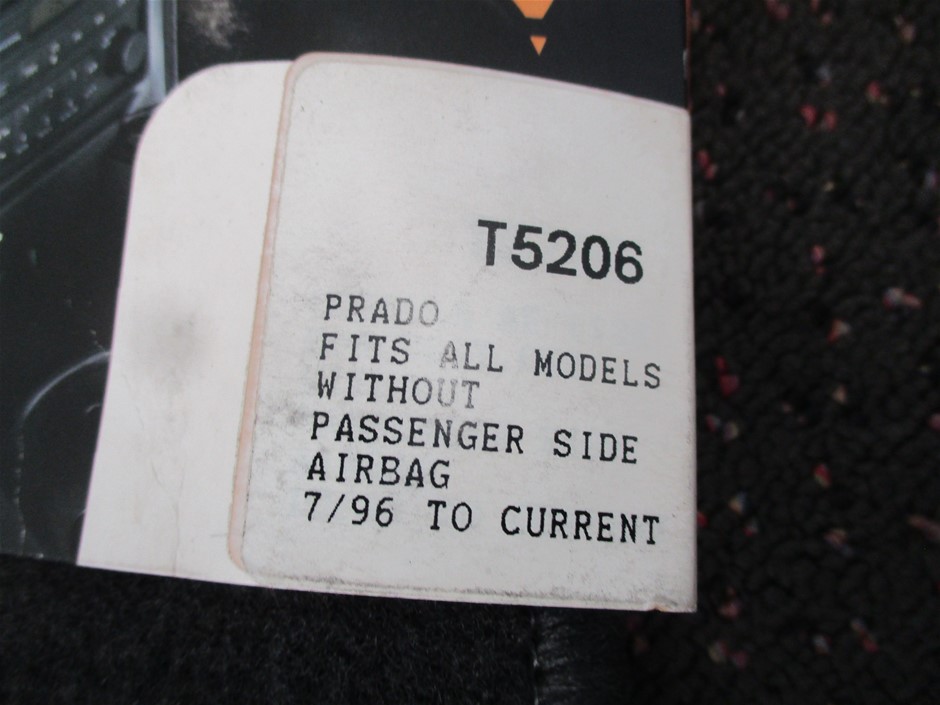 T5206
PRADO
FITS ALL MODELS
WITHOUT
PASSENGER SIDE
AIRBAG
7/96 TO CURRENT